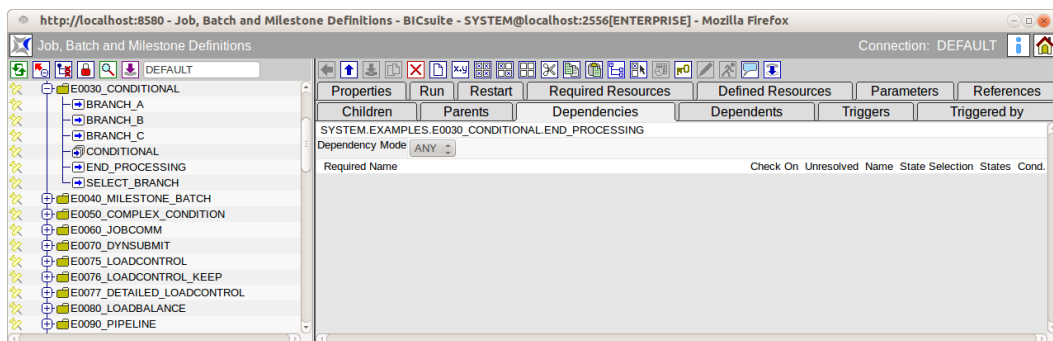 http://localhost:8580 - Job, Batch and Milestone Definitions - BICsuite - SYSTEM@localhost:2556[ENTERPRISE] - Mozilla Firefox
Job, Batch and Milestone Definitions
Connection: DEFAULT
DEFAULT
E0030_CONDITIONAL
BRANCH_A
BRANCH_B
BRANCH_C
CONDITIONAL
END_PROCESSING
SELECT_BRANCH
E0040_MILESTONE_BATCH
E0050_COMPLEX_CONDITION
E0060_JOBCOMM
E0070_DYNSUBMIT
E0075_LOADCONTROL
E0076_LOADCONTROL_KEEP
E0077_DETAILED_LOADCONTROL
E0080_LOADBALANCE
E0090_PIPELINE
x,y
Properties Run Restart Required Resources Defined Resources Parameters References
Children Parents Dependencies Dependents Triggers Triggered by
SYSTEM.EXAMPLES.E0030_CONDITIONAL.END_PROCESSING
Dependency Mode ANY
Required Name Check On Unresolved Name State Selection States Cond.